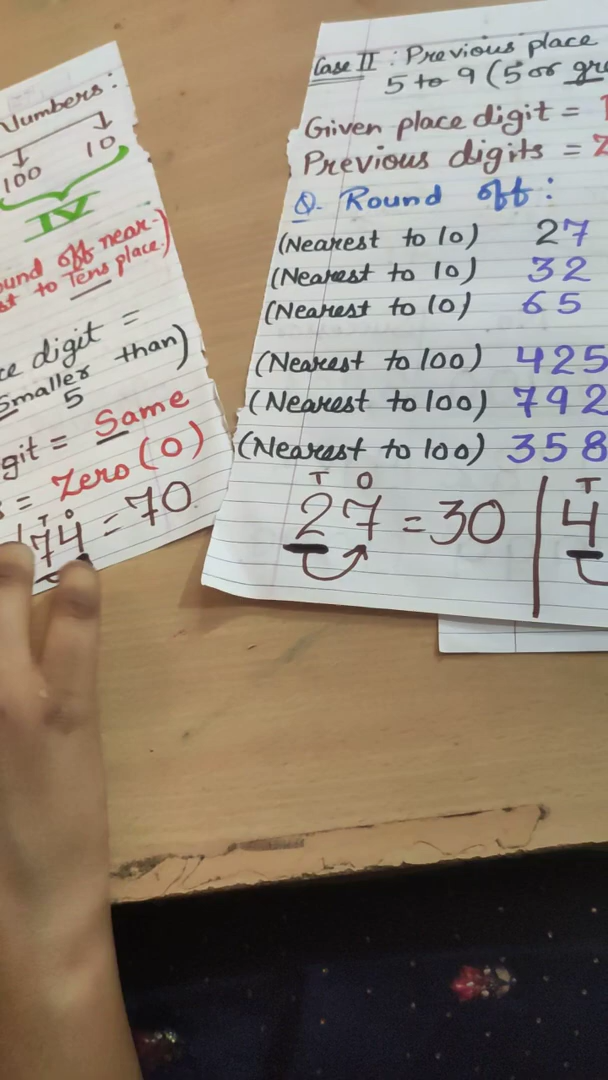 Numbers:
100 10
IV
Round off near-
est to Tens place.)
digit =
Smaller than)
5
git = Same
= Zero (0)
T O
74 = 70
Case II : Previous place
5 to 9 (5 or
Given place digit =
Previous digits =
Q. Round off :
(Nearest to 10) 27
(Nearest to 10) 32
(Nearest to 10) 65
(Nearest to 100) 425
(Nearest to 100) 792
(Nearest to 100) 358
T O T
27 = 30 | 4